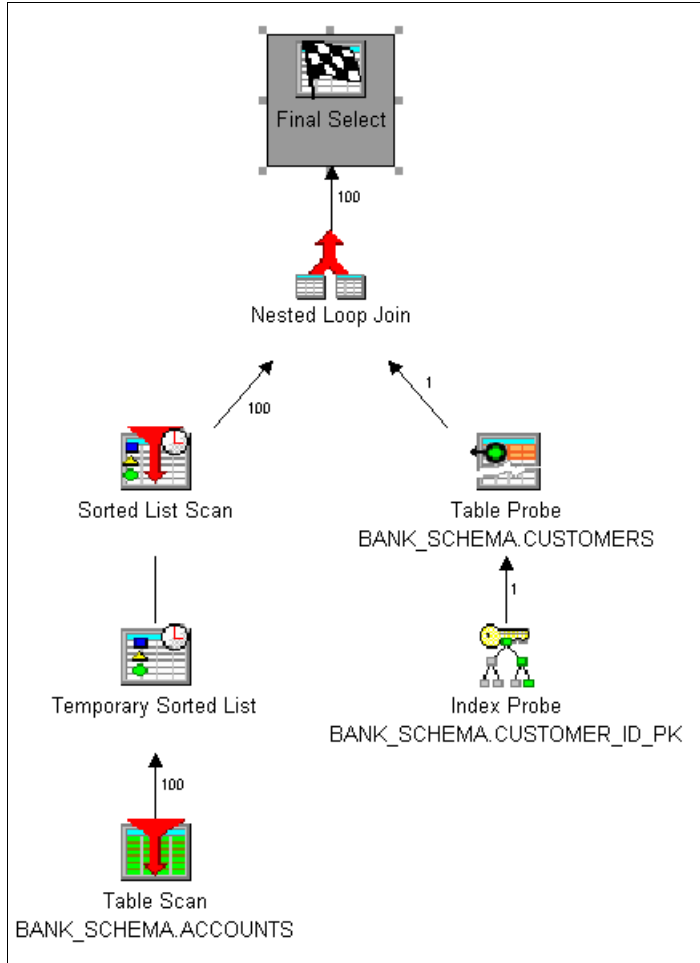 Final Select
100
Nested Loop Join
100
1
Sorted List Scan
Table Probe
BANK_SCHEMA.CUSTOMERS
1
Temporary Sorted List
Index Probe
BANK_SCHEMA.CUSTOMER_ID_PK
100
Table Scan
BANK_SCHEMA.ACCOUNTS